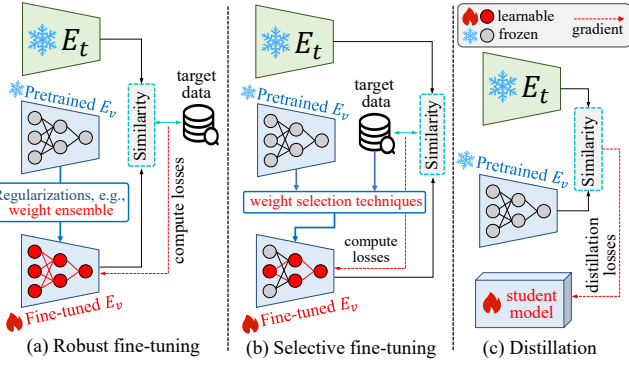 E_t
Pretrained E_v
Regularizations, e.g.,
weight ensemble
Fine-tuned E_v
Similarity
target
data
compute losses
(a) Robust fine-tuning
E_t
Pretrained E_v
target
data
Similarity
weight selection techniques
compute
losses
Fine-tuned E_v
(b) Selective fine-tuning
learnable
frozen
gradient
E_t
Pretrained E_v
Similarity
distillation
losses
student
model
(c) Distillation